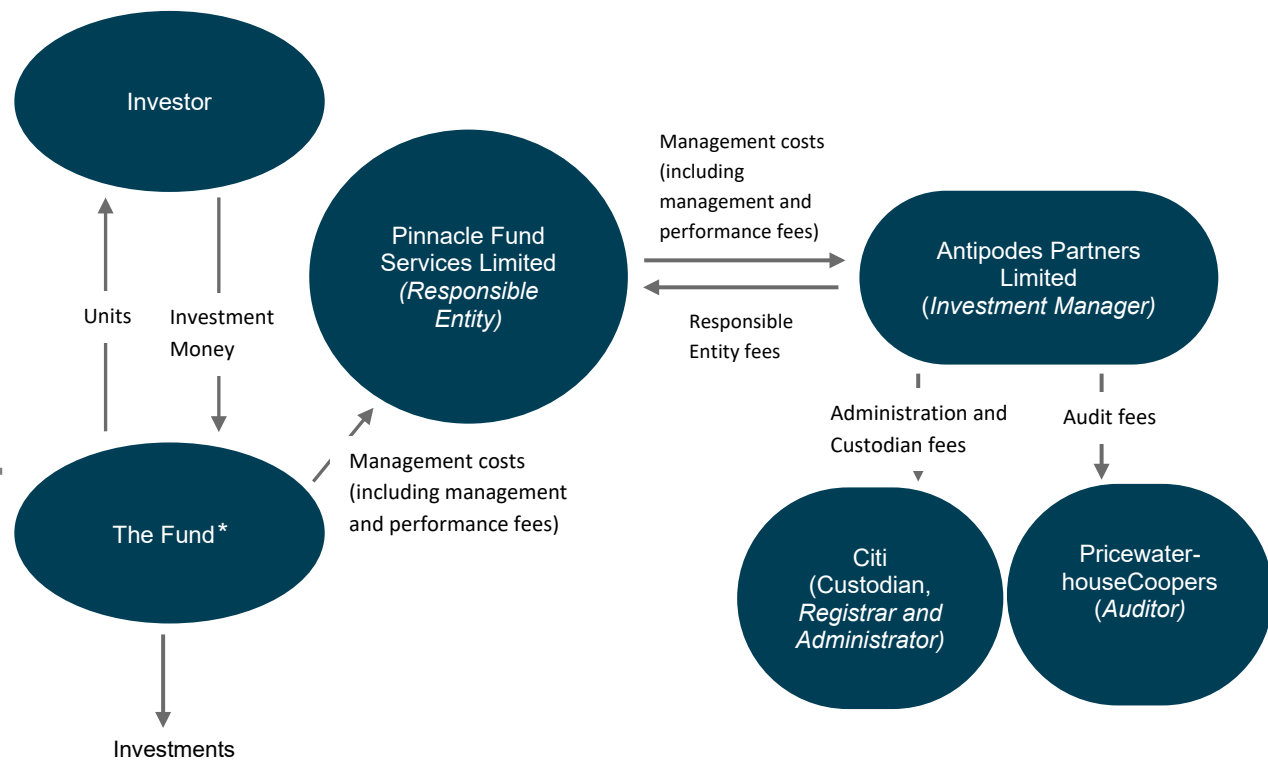 Investor
Units
Investment
Money
The Fund*
Investments
Pinnacle Fund
Services Limited
(Responsible
Entity)
Management costs
(including management
and performance fees)
Management costs
(including
management and
performance fees)
Responsible
Entity fees
Antipodes Partners
Limited
(Investment Manager)
Administration and
Custodian fees
Audit fees
Citi
(Custodian,
Registrar and
Administrator)
Pricewater-
houseCoopers
(Auditor)